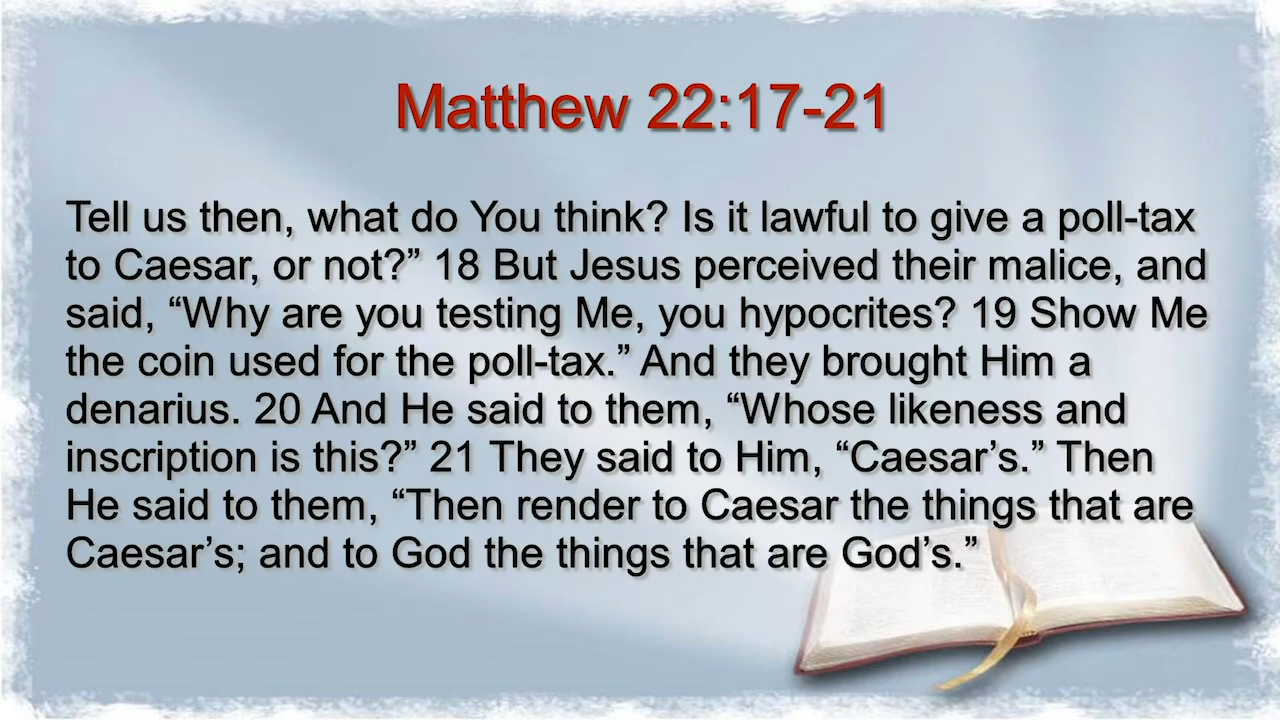 Matthew 22:17-21
Tell us then, what do You think? Is it lawful to give a poll-tax
to Caesar, or not?” 18 But Jesus perceived their malice, and
said, “Why are you testing Me, you hypocrites? 19 Show Me
the coin used for the poll-tax.” And they brought Him a
denarius. 20 And He said to them, “Whose likeness and
inscription is this?” 21 They said to Him, “Caesar’s.” Then
He said to them, “Then render to Caesar the things that are
Caesar’s; and to God the things that are God’s.”